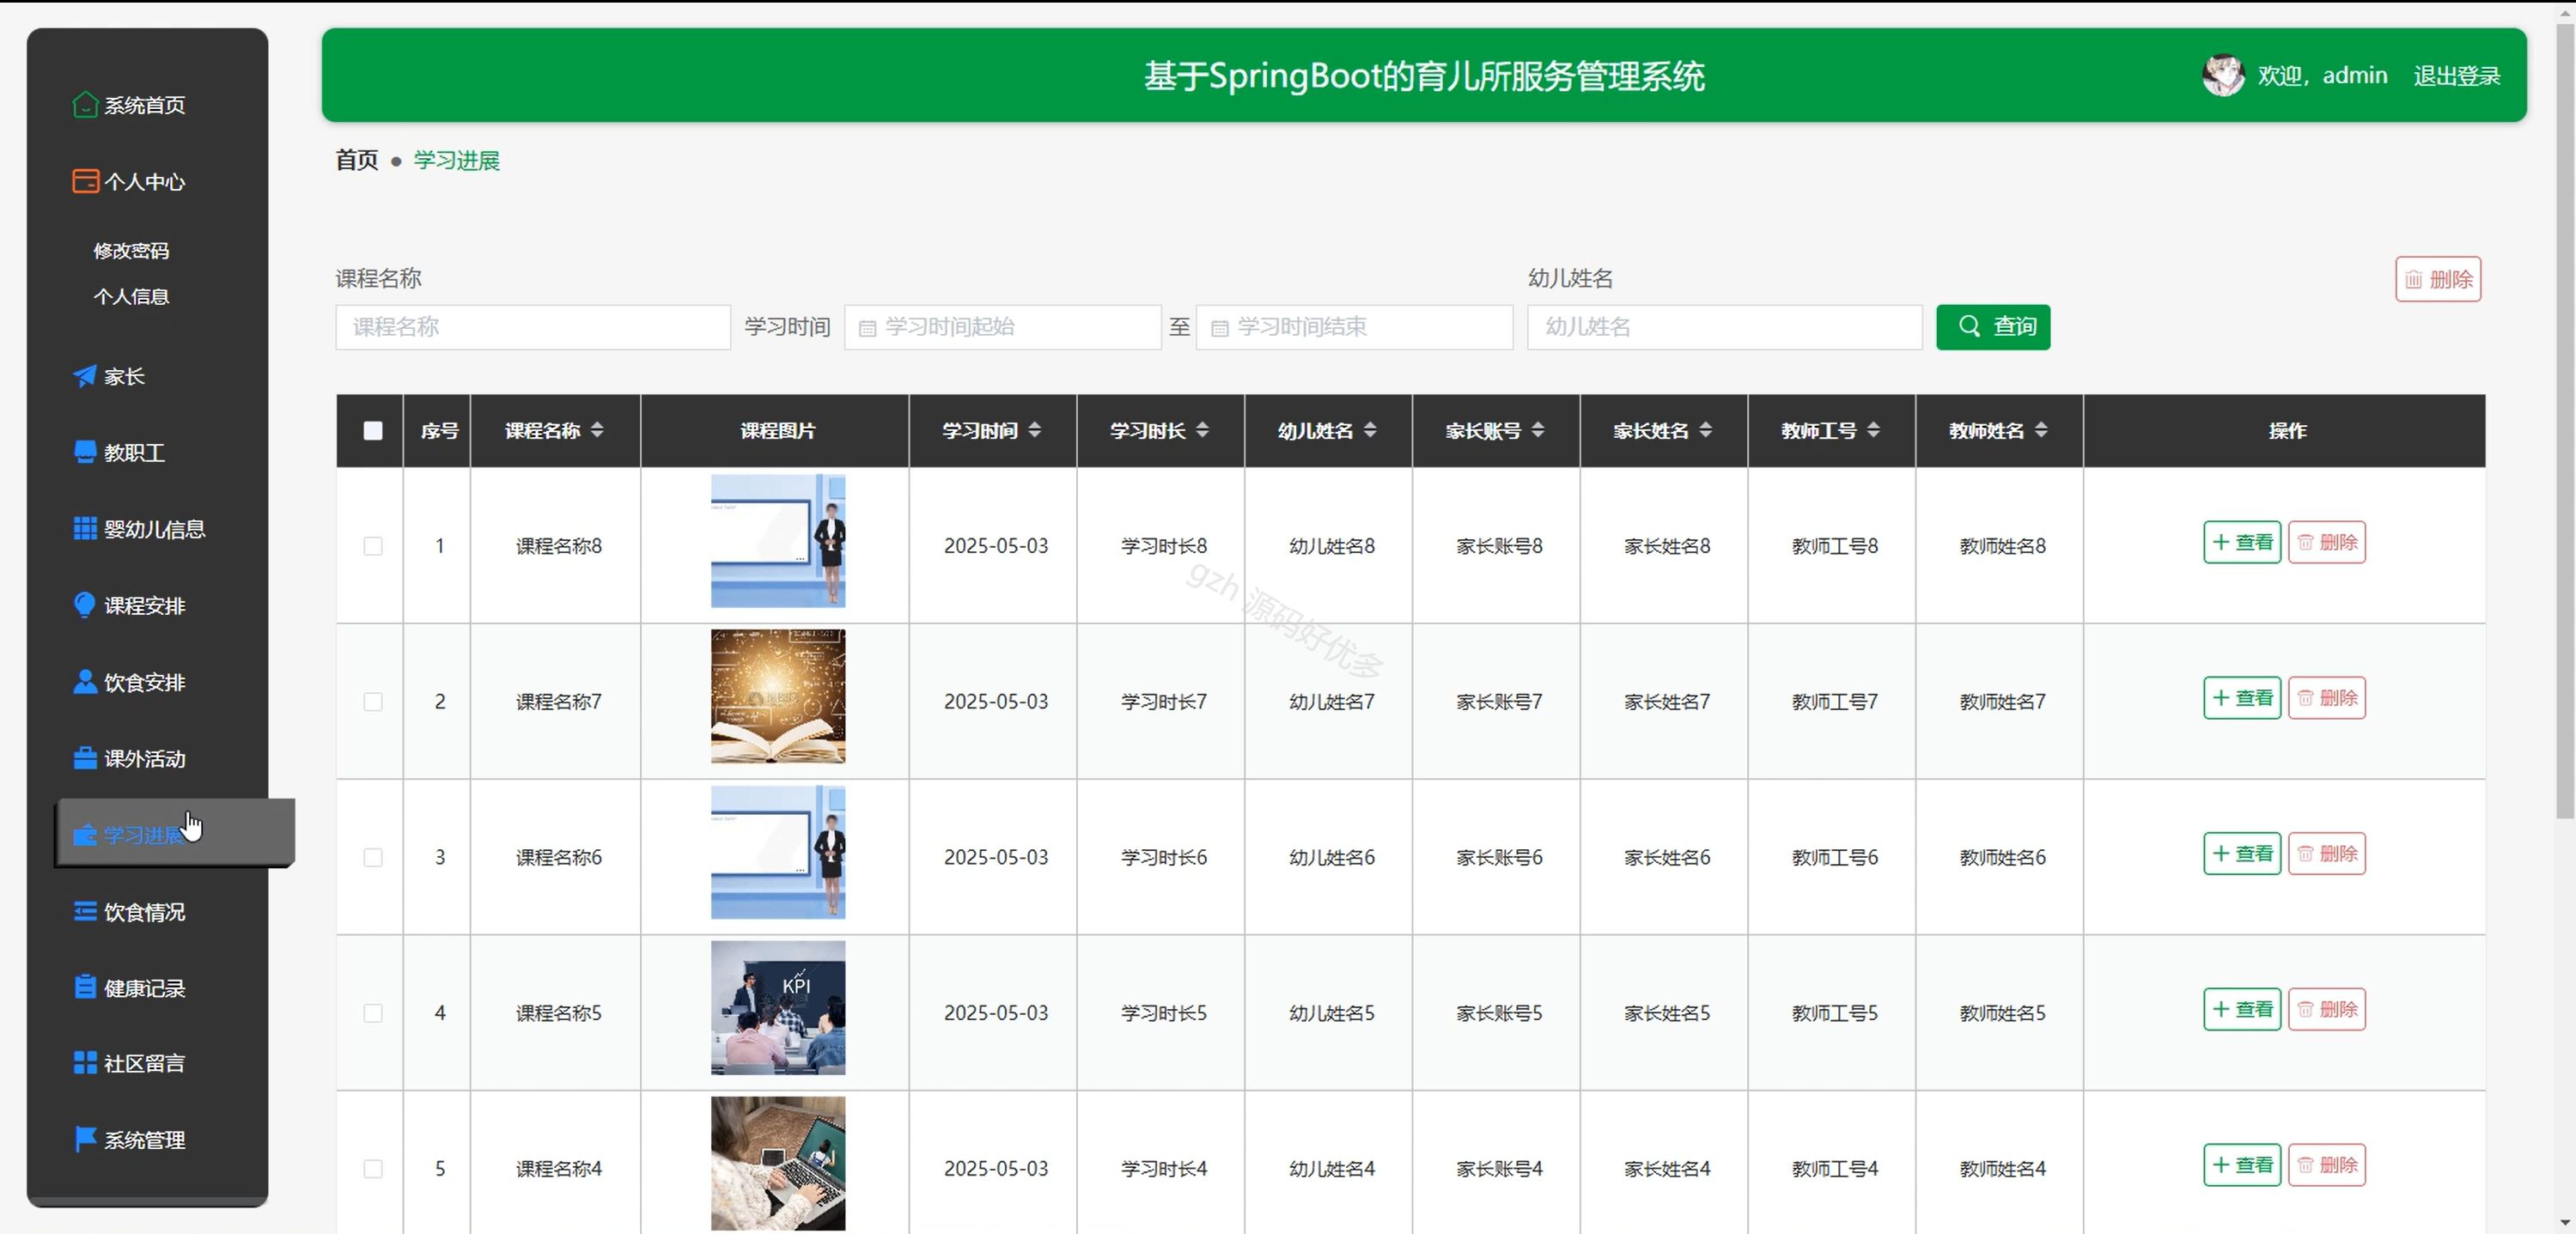 基于SpringBoot的育儿所服务管理系统
欢迎，admin 退出登录
系统首页
个人中心
修改密码
个人信息
家长
教职工
婴幼儿信息
课程安排
饮食安排
课外活动
学习进展
饮食情况
健康记录
社区留言
系统管理
首页 ● 学习进展
课程名称 幼儿姓名 删除
课程名称 学习时间 学习时间起始 至 学习时间结束 幼儿姓名 查询
序号 课程名称 课程图片 学习时间 学习时长 幼儿姓名 家长账号 家长姓名 教师工号 教师姓名 操作
1 课程名称8 2025-05-03 学习时长8 幼儿姓名8 家长账号8 家长姓名8 教师工号8 教师姓名8 + 查看 删除
gzh 源码好优多
2 课程名称7 2025-05-03 学习时长7 幼儿姓名7 家长账号7 家长姓名7 教师工号7 教师姓名7 + 查看 删除
3 课程名称6 2025-05-03 学习时长6 幼儿姓名6 家长账号6 家长姓名6 教师工号6 教师姓名6 + 查看 删除
KPI
4 课程名称5 2025-05-03 学习时长5 幼儿姓名5 家长账号5 家长姓名5 教师工号5 教师姓名5 + 查看 删除
5 课程名称4 2025-05-03 学习时长4 幼儿姓名4 家长账号4 家长姓名4 教师工号4 教师姓名4 + 查看 删除